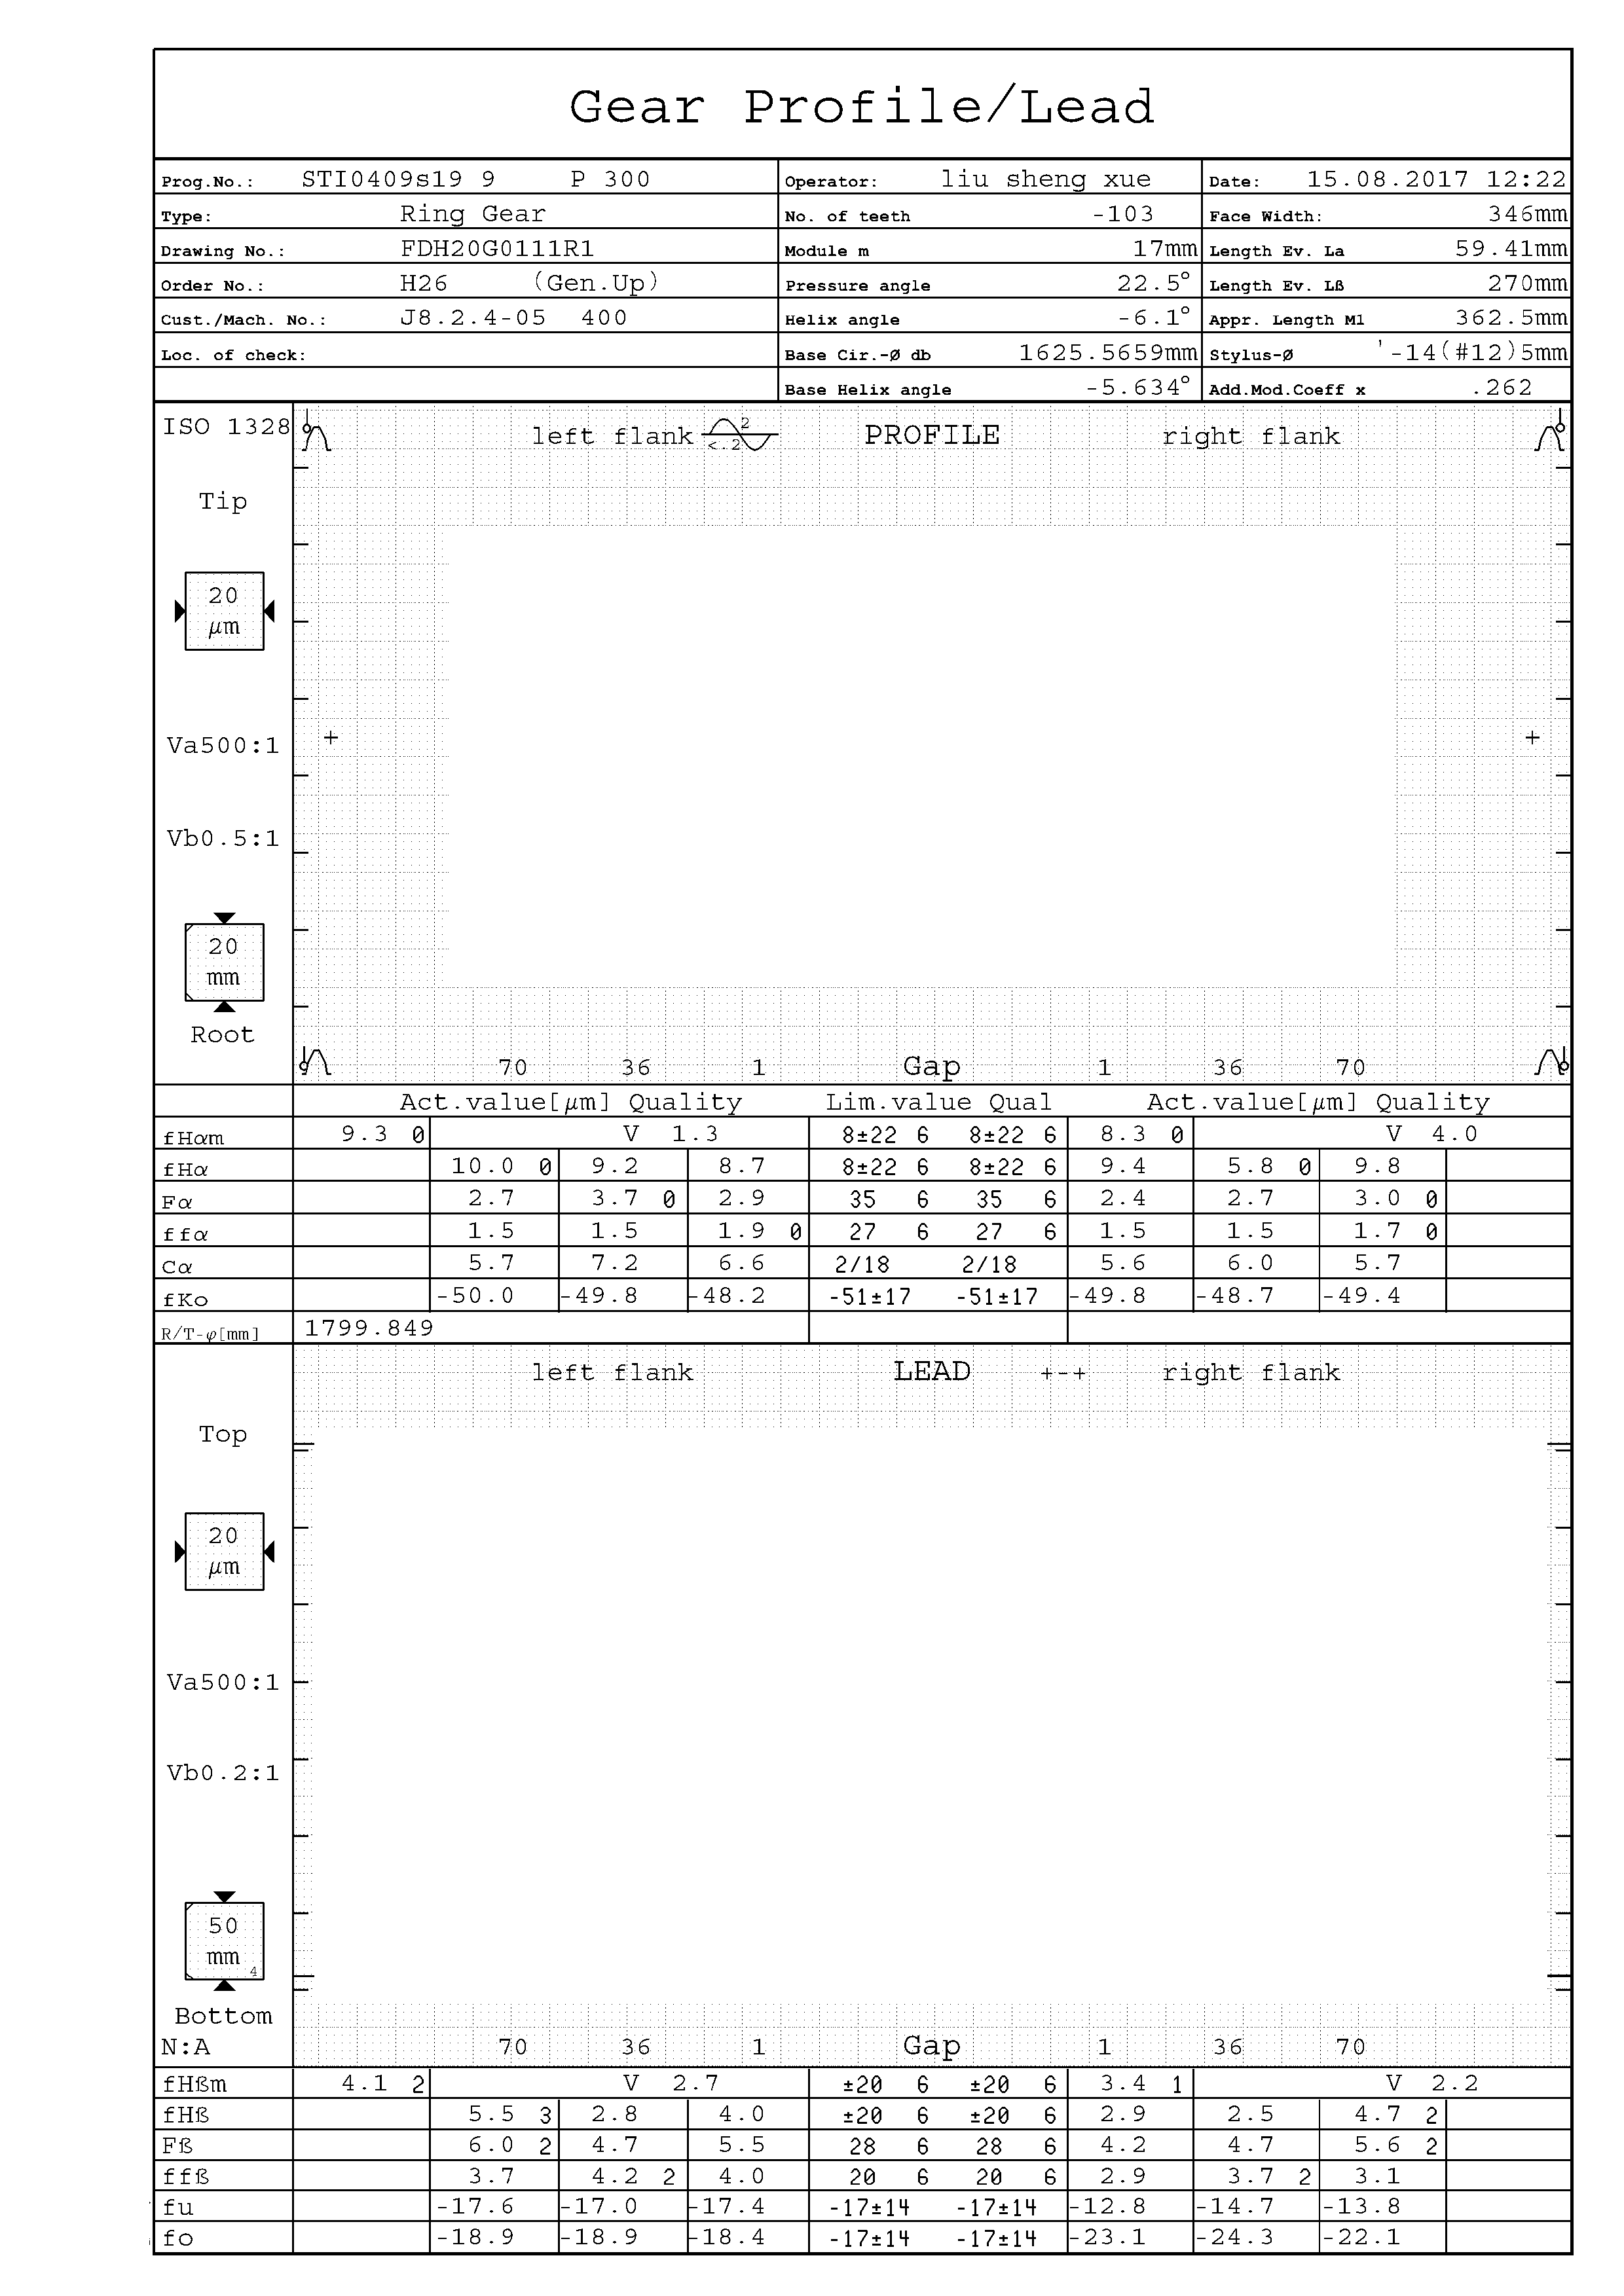 Gear Profile/Lead
Prog.No.: STI0409s19 9 P 300 Operator: liu sheng xue Date: 15.08.2017 12:22
Type: Ring Gear No. of teeth -103 Face Width: 346mm
Drawing No.: FDH20G0111R1 Module m 17mm Length Ev. La 59.41mm
Order No.: H26 (Gen.Up) Pressure angle 22.5° Length Ev. Lß 270mm
Cust./Mach. No.: J8.2.4-05 400 Helix angle -6.1° Appr. Length M1 362.5mm
Loc. of check: Base Cir.-Ø db 1625.5659mm Stylus-Ø '-14(#12)5mm
Base Helix angle -5.634° Add.Mod.Coeff x .262
ISO 1328 left flank 2 <.2 PROFILE right flank
Tip
20
µm
Va500:1
Vb0.5:1
20
mm
Root
70 36 1 Gap 1 36 70
Act.value[µm] Quality Lim.value Qual Act.value[µm] Quality
fHαm 9.3 0 V 1.3 8±22 6 8±22 6 8.3 0 V 4.0
fHα 10.0 0 9.2 8.7 8±22 6 8±22 6 9.4 5.8 0 9.8
Fα 2.7 3.7 0 2.9 35 6 35 6 2.4 2.7 3.0 0
ffα 1.5 1.5 1.9 0 27 6 27 6 1.5 1.5 1.7 0
Cα 5.7 7.2 6.6 2/18 2/18 5.6 6.0 5.7
fKo -50.0 -49.8 -48.2 -51±17 -51±17 -49.8 -48.7 -49.4
R/T-φ[mm] 1799.849
left flank LEAD +-+ right flank
Top
20
µm
Va500:1
Vb0.2:1
50
mm
4
Bottom
N:A 70 36 1 Gap 1 36 70
fHßm 4.1 2 V 2.7 ±20 6 ±20 6 3.4 1 V 2.2
fHß 5.5 3 2.8 4.0 ±20 6 ±20 6 2.9 2.5 4.7 2
Fß 6.0 2 4.7 5.5 28 6 28 6 4.2 4.7 5.6 2
ffß 3.7 4.2 2 4.0 20 6 20 6 2.9 3.7 2 3.1
fu -17.6 -17.0 -17.4 -17±14 -17±14 -12.8 -14.7 -13.8
fo -18.9 -18.9 -18.4 -17±14 -17±14 -23.1 -24.3 -22.1